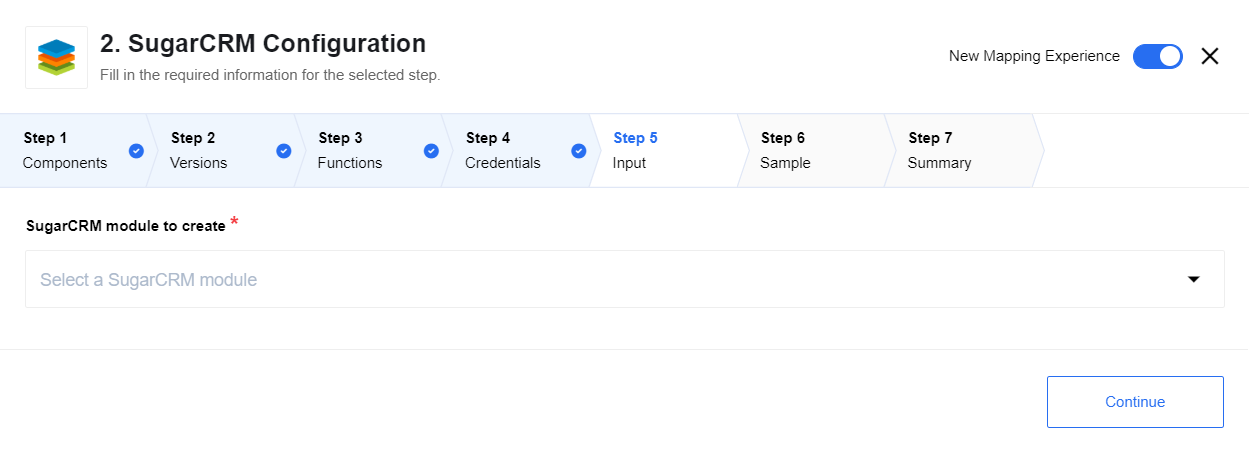 2. SugarCRM Configuration
Fill in the required information for the selected step.
New Mapping Experience
Step 1
Components
Step 2
Versions
Step 3
Functions
Step 4
Credentials
Step 5
Input
Step 6
Sample
Step 7
Summary
SugarCRM module to create *
Select a SugarCRM module
Continue